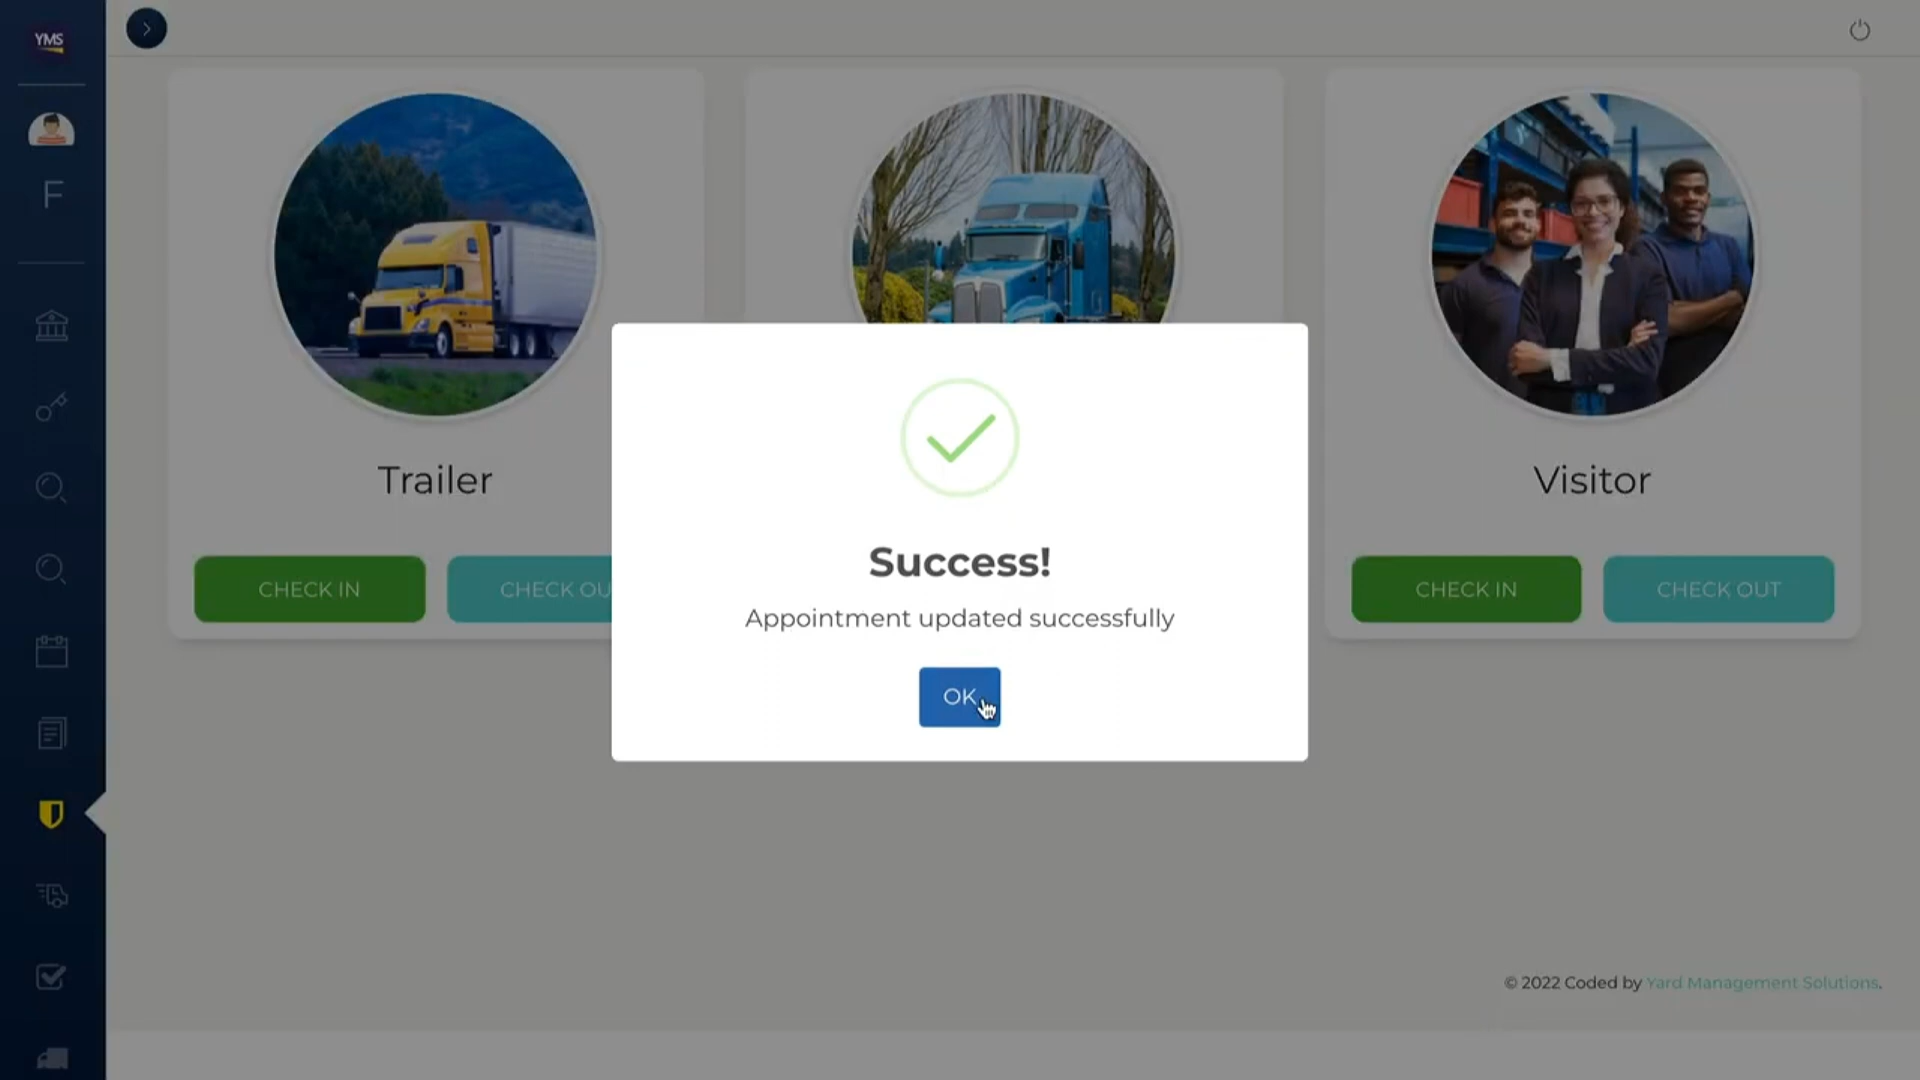 YMS
F
Trailer
Visitor
CHECK IN
CHECK OU
CHECK IN
CHECK OUT
Success!
Appointment updated successfully
OK
© 2022 Coded by Yard Management Solutions.